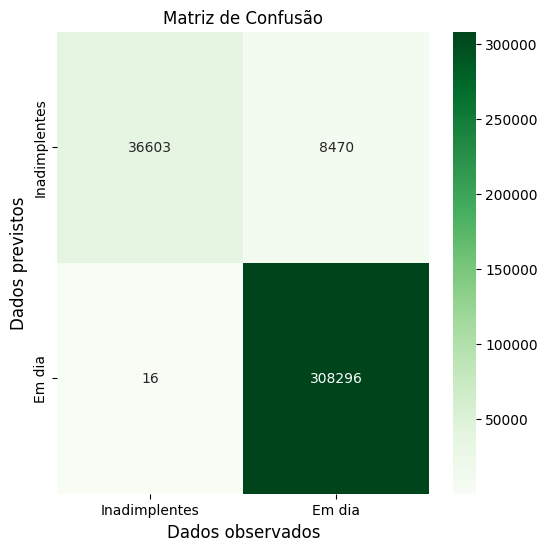 Matriz de Confusão
Dados previstos
Inadimplentes
Em dia
36603
8470
16
308296
Inadimplentes
Em dia
Dados observados
300000
250000
200000
150000
100000
50000